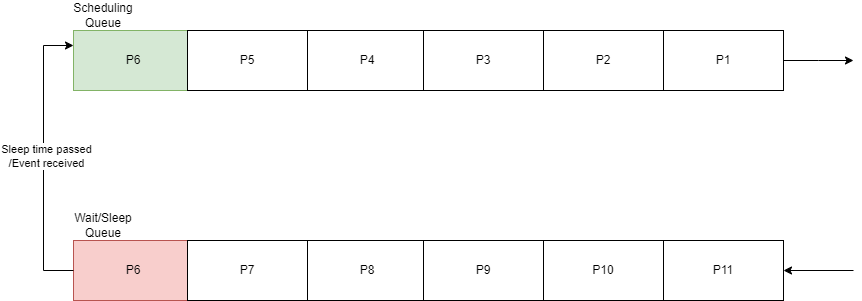 Scheduling
Queue
P6 P5 P4 P3 P2 P1
Sleep time passed
/Event received
Wait/Sleep
Queue
P6 P7 P8 P9 P10 P11